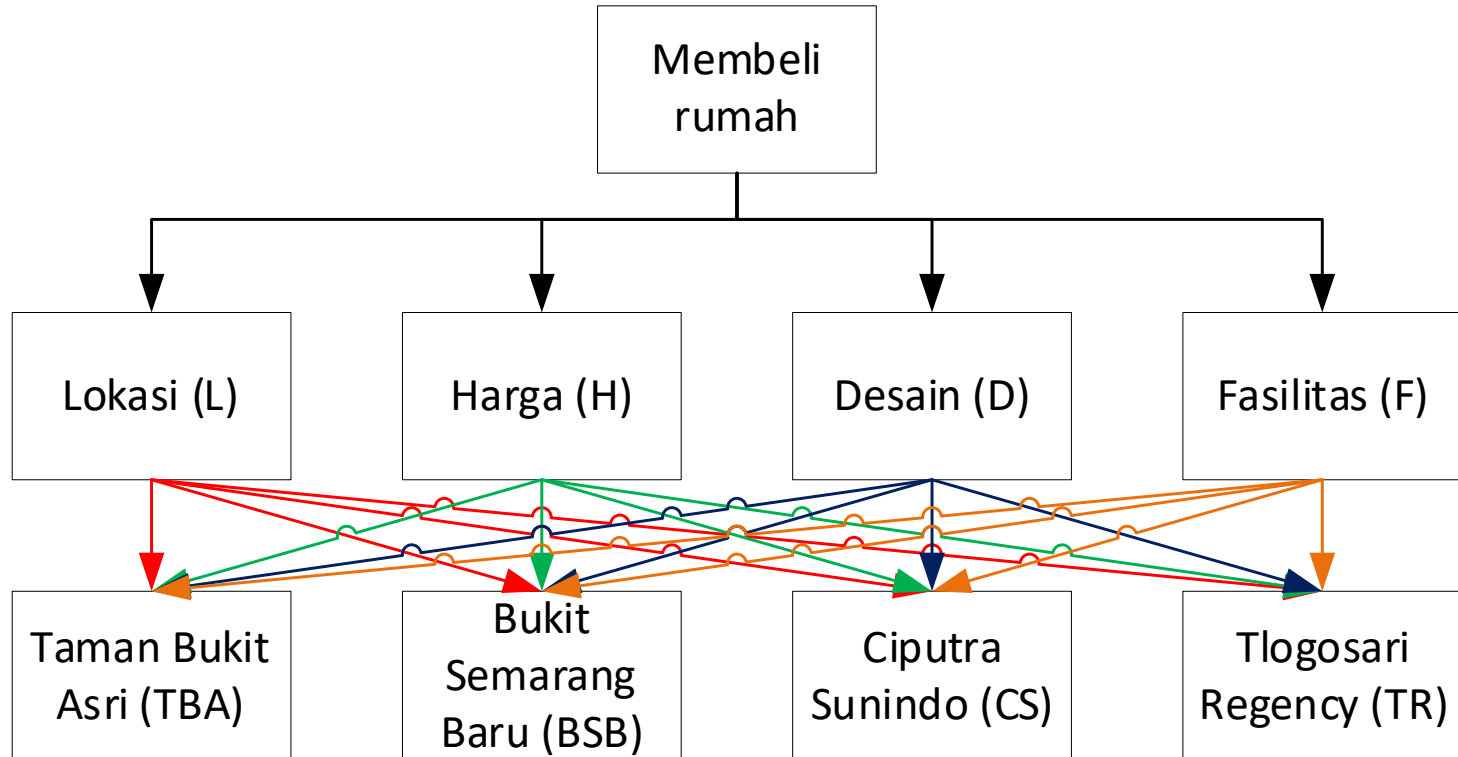 Membeli
rumah
Lokasi (L)
Harga (H)
Desain (D)
Fasilitas (F)
Taman Bukit
Asri (TBA)
Bukit
Semarang
Baru (BSB)
Ciputra
Sunindo (CS)
Tlogosari
Regency (TR)